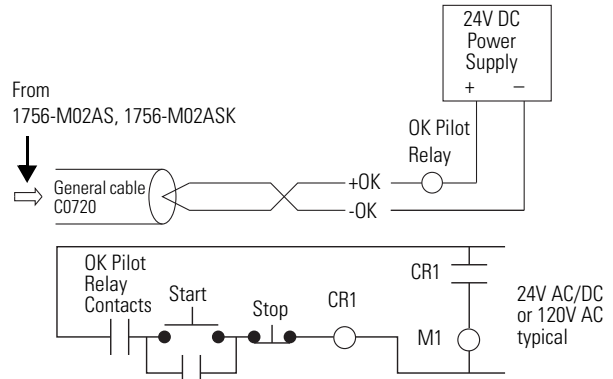 24V DC
Power
Supply
+ −
From
1756-M02AS, 1756-M02ASK
OK Pilot
Relay
General cable
C0720
+OK
-OK
OK Pilot
Relay
Contacts
Start
Stop
CR1
CR1
M1
24V AC/DC
or 120V AC
typical